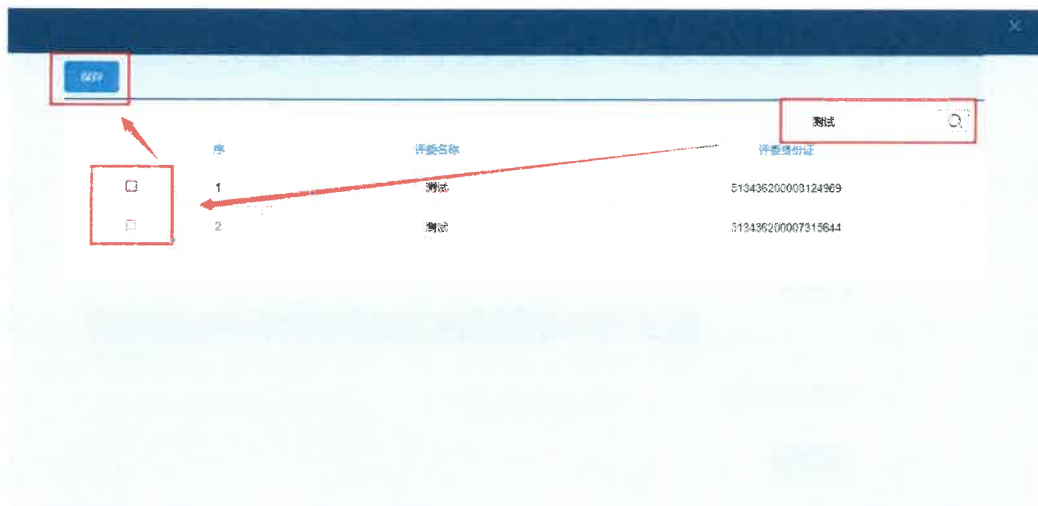 保存
测试
序 评委名称 评委身份证
1 测试 513436200008124969
2 测试 513436200007315644